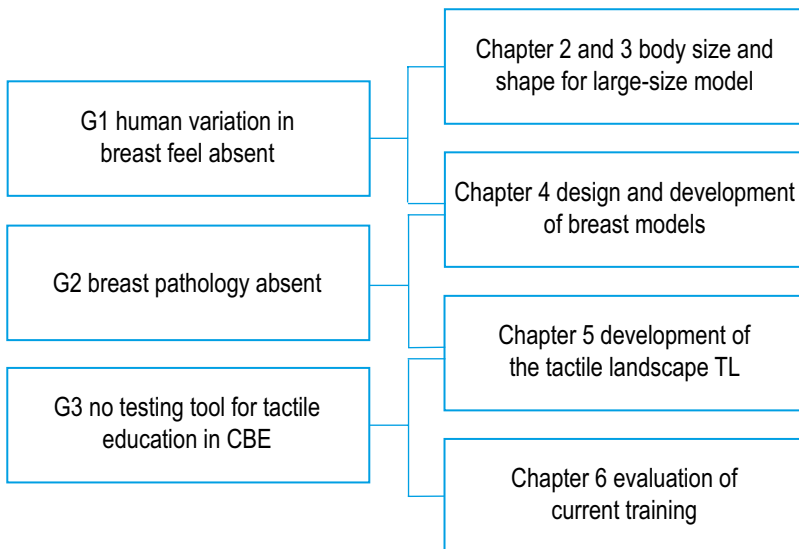 G1 human variation in
breast feel absent
G2 breast pathology absent
G3 no testing tool for tactile
education in CBE
Chapter 2 and 3 body size and
shape for large-size model
Chapter 4 design and development
of breast models
Chapter 5 development of
the tactile landscape TL
Chapter 6 evaluation of
current training